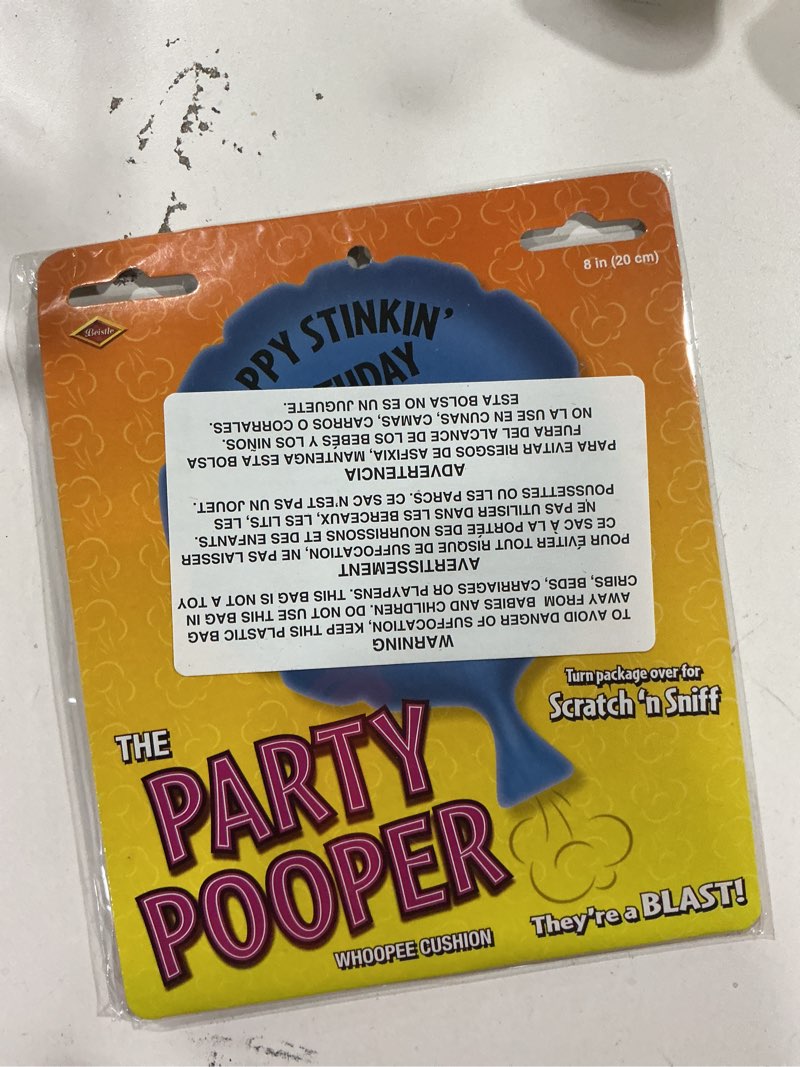 8 in (20 cm)
Beistle
PPY STINKIN'
THDAY
WARNING
TO AVOID DANGER OF SUFFOCATION, KEEP THIS PLASTIC BAG
AWAY FROM BABIES AND CHILDREN. DO NOT USE THIS BAG IN
CRIBS, BEDS, CARRIAGES OR PLAYPENS. THIS BAG IS NOT A TOY
AVERTISSEMENT
POUR ÉVITER TOUT RISQUE DE SUFFOCATION, NE PAS LAISSER
CE SAC À LA PORTÉE DES NOURRISSONS ET DES ENFANTS.
NE PAS UTILISER DANS LES BERCEAUX, LES LITS, LES
POUSSETTES OU LES PARCS. CE SAC N'EST PAS UN JOUET.
ADVERTENCIA
PARA EVITAR RIESGOS DE ASFIXIA, MANTENGA ESTA BOLSA
FUERA DEL ALCANCE DE LOS BEBÉS Y LOS NIÑOS.
NO LA USE EN CUNAS, CAMAS, CARROS O CORRALES.
ESTA BOLSA NO ES UN JUGUETE.
Turn package over for
Scratch 'n Sniff
THE
PARTY
POOPER
WHOOPEE CUSHION
They're a BLAST!